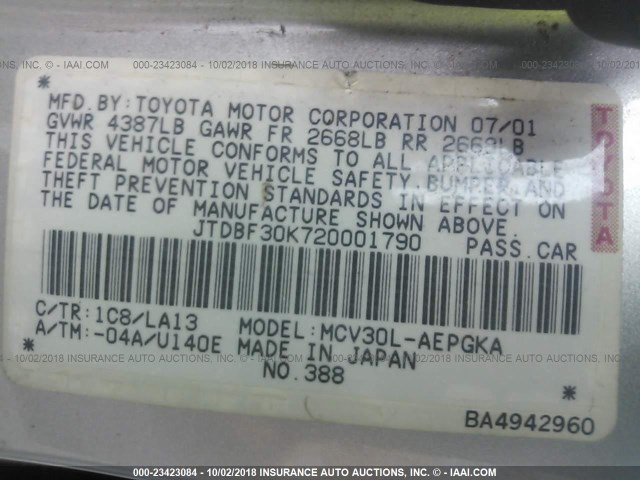 000-23423084 - 10/02/2018 - INSURANCE AUTO AUCTIONS, INC. - © IAAI.COM
*
MFD.BY:TOYOTA MOTOR CORPORATION 07/01
GVWR 4387LB GAWR FR 2668LB RR 2668LB
THIS VEHICLE CONFORMS TO ALL APPLICABLE
FEDERAL MOTOR VEHICLE SAFETY,BUMPER,AND
THEFT PREVENTION STANDARDS IN EFFECT ON
THE DATE OF MANUFACTURE SHOWN ABOVE.
JTDBF30K720001790 PASS.CAR
TOYOTA
C/TR:1C8/LA13 MODEL:MCV30L-AEPGKA
A/TM:-04A/U140E MADE IN JAPAN
NO.388
* *
BA4942960
000-23423084 - 10/02/2018 - INSURANCE AUTO AUCTIONS, INC. - © IAAI.COM